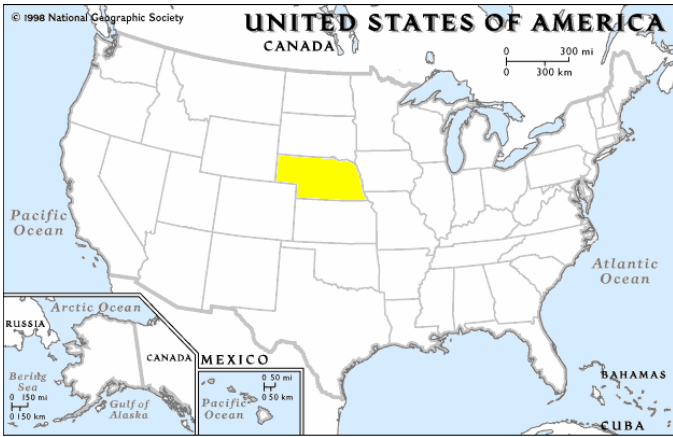 © 1998 National Geographic Society
UNITED STATES OF AMERICA
CANADA
0 300 mi
0 300 km
Pacific
Ocean
Atlantic
Ocean
Arctic Ocean
RUSSIA
CANADA
MEXICO
Bering
Sea
0 150 mi
0 150 km
Gulf of
Alaska
0 50 mi
0 50 km
Pacific
Ocean
BAHAMAS
CUBA